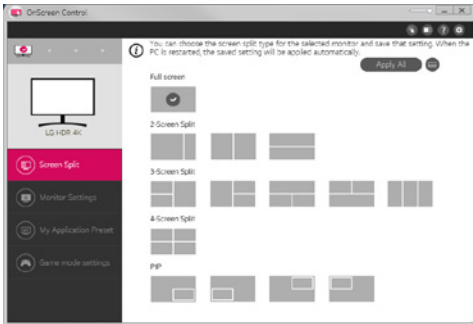 OnScreen Control
You can choose the screen split type for the selected monitor and save that setting. When the
PC is restarted, the saved setting will be applied automatically.
Apply All
Full screen
LG HDR 4K
2-Screen Split
Screen Split
3-Screen Split
Monitor Settings
My Application Preset
4-Screen Split
Game mode settings
PIP